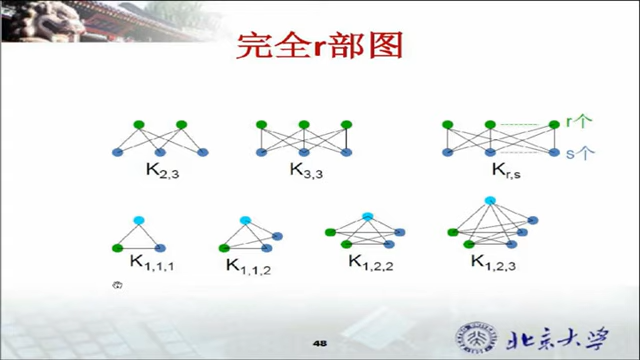 完全r部图
r个
s个
K2,3
K3,3
Kr,s
K1,1,1
K1,1,2
K1,2,2
K1,2,3
48
北京大学